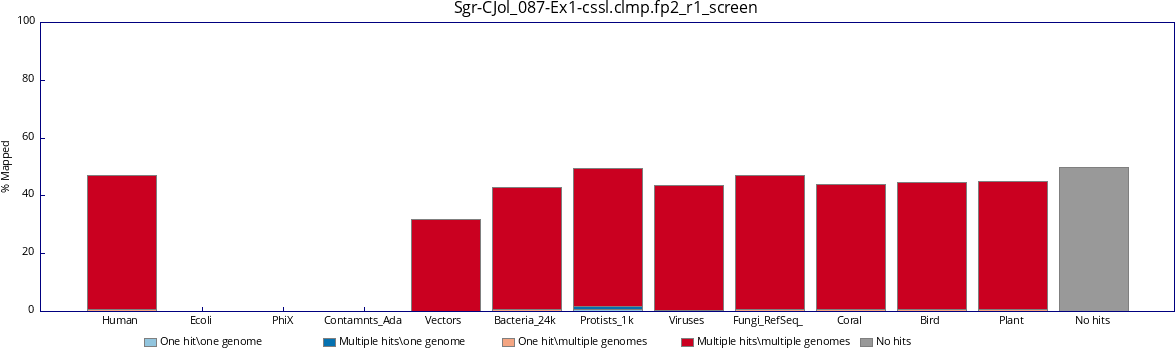 Sgr-CJol_087-Ex1-cssl.clmp.fp2_r1_screen
100
80
60
40
20
0
% Mapped
Human Ecoli PhiX Contamnts_Ada Vectors Bacteria_24k Protists_1k Viruses Fungi_RefSeq_ Coral Bird Plant No hits
One hit\one genome Multiple hits\one genome One hit\multiple genomes Multiple hits\multiple genomes No hits